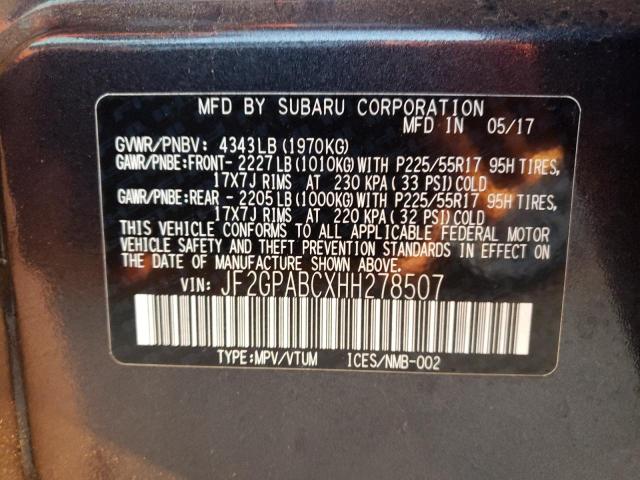 MFD BY SUBARU CORPORATION
MFD IN 05/17
GVWR/PNBV: 4343LB(1970KG)
GAWR/PNBE:FRONT- 2227LB(1010KG)WITH P225/55R17 95H TIRES,
17X7J RIMS AT 230 KPA(33 PSI)COLD
GAWR/PNBE:REAR - 2205LB(1000KG)WITH P225/55R17 95H TIRES,
17X7J RIMS AT 220 KPA(32 PSI)COLD
THIS VEHICLE CONFORMS TO ALL APPLICABLE FEDERAL MOTOR
VEHICLE SAFETY AND THEFT PREVENTION STANDARDS IN EFFECT ON
THE DATE OF MANUFACTURE SHOWN ABOVE.
VIN: JF2GPABCXHH278507
TYPE:MPV/VTUM ICES/NMB-002